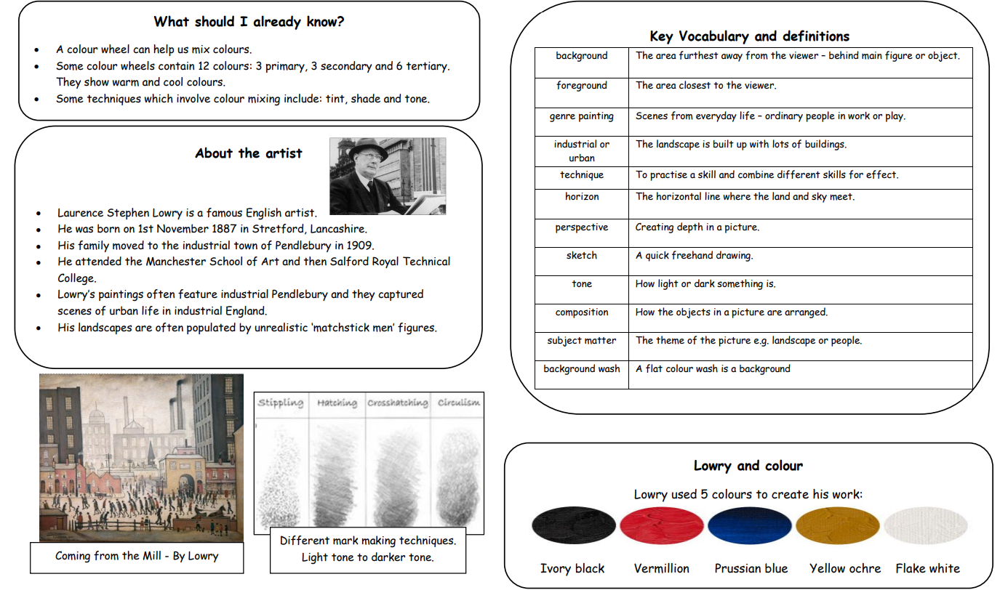 What should I already know?
A colour wheel can help us mix colours.
Some colour wheels contain 12 colours: 3 primary, 3 secondary and 6 tertiary.
They show warm and cool colours.
Some techniques which involve colour mixing include: tint, shade and tone.
About the artist
Laurence Stephen Lowry is a famous English artist.
He was born on 1st November 1887 in Stretford, Lancashire.
His family moved to the industrial town of Pendlebury in 1909.
He attended the Manchester School of Art and then Salford Royal Technical
College.
Lowry's paintings often feature industrial Pendlebury and they captured
scenes of urban life in industrial England.
His landscapes are often populated by unrealistic 'matchstick men' figures.
Coming from the Mill - By Lowry
Stippling Hatching Crosshatching Circulism
Different mark making techniques.
Light tone to darker tone.
Key Vocabulary and definitions
background The area furthest away from the viewer – behind main figure or object.
foreground The area closest to the viewer.
genre painting Scenes from everyday life – ordinary people in work or play.
industrial or The landscape is built up with lots of buildings.
urban
technique To practise a skill and combine different skills for effect.
horizon The horizontal line where the land and sky meet.
perspective Creating depth in a picture.
sketch A quick freehand drawing.
tone How light or dark something is.
composition How the objects in a picture are arranged.
subject matter The theme of the picture e.g. landscape or people.
background wash A flat colour wash is a background
Lowry and colour
Lowry used 5 colours to create his work:
Ivory black Vermillion Prussian blue Yellow ochre Flake white